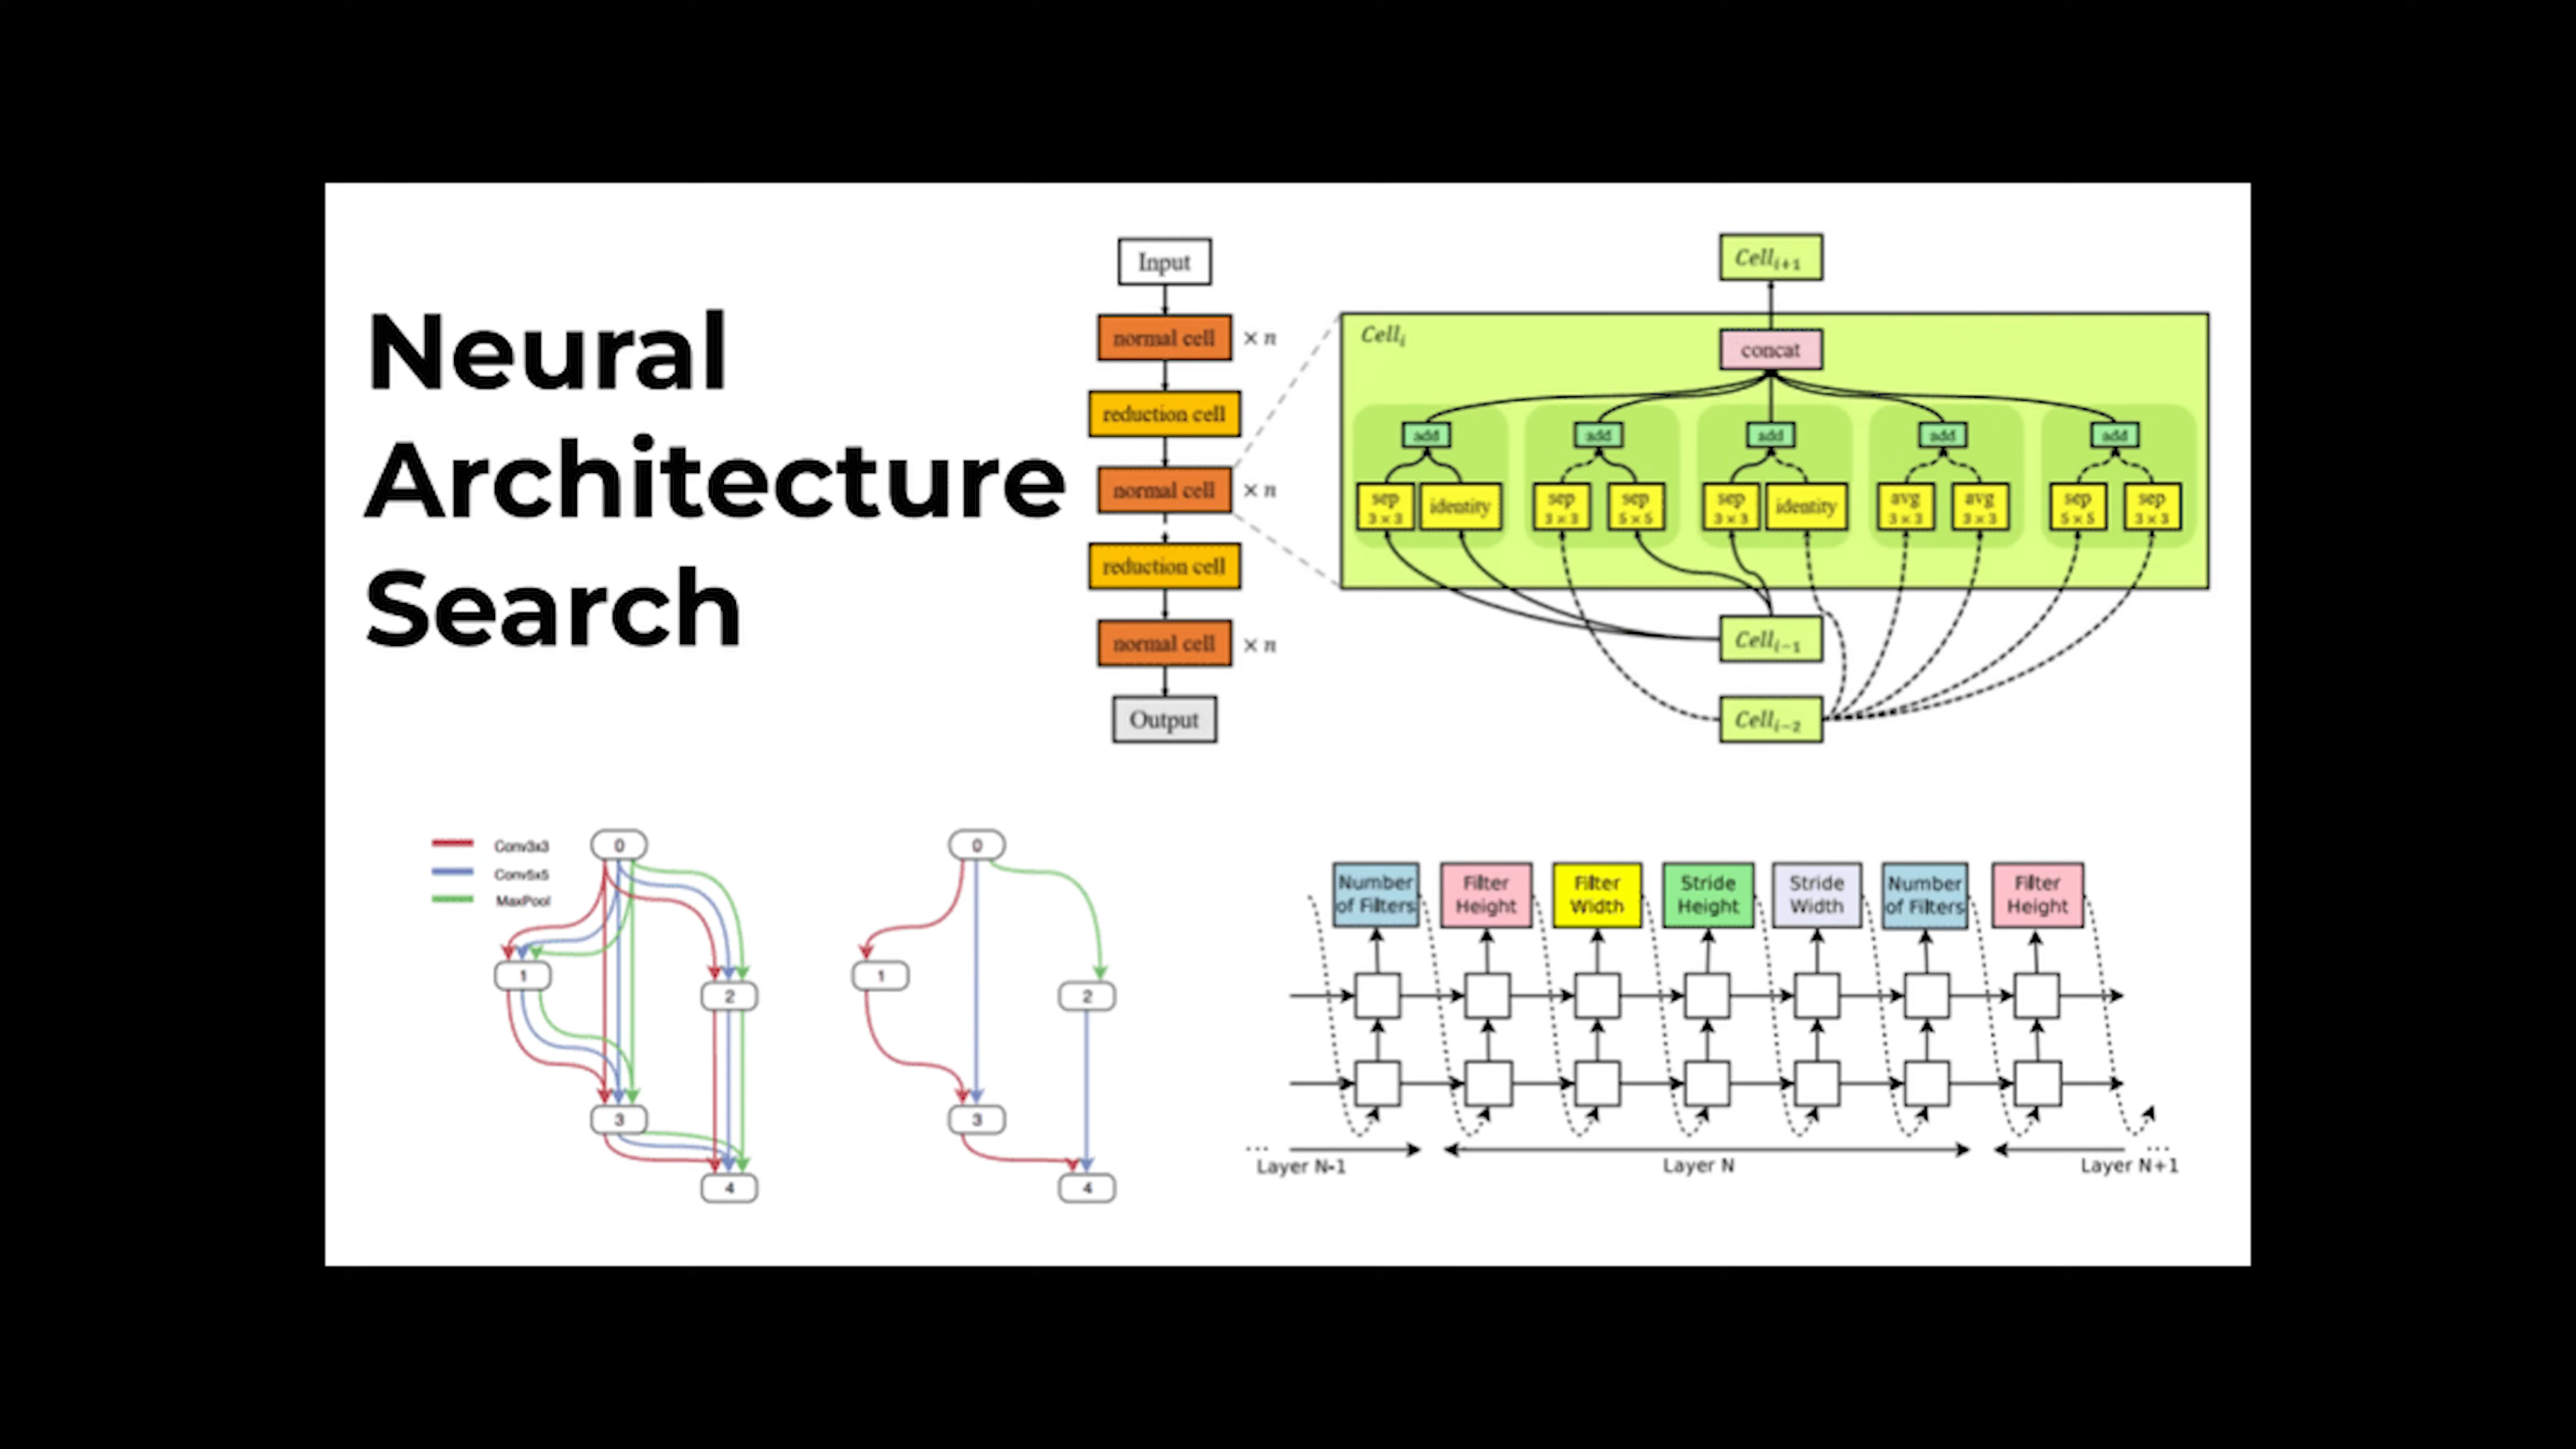 Neural
Architecture
Search
Input
normal cell × n
reduction cell
normal cell × n
reduction cell
normal cell × n
Output
Cell i+1
Cell i
concat
add add add add add
sep 3×3 identity sep 3×3 sep 5×5 sep 3×3 identity avg 3×3 avg 3×3 sep 5×5 sep 3×3
Cell i−1
Cell i−2
Conv3x3
Conv5x5
MaxPool
0
1
2
3
4
0
1
2
3
4
Number of Filters
Filter Height
Filter Width
Stride Height
Stride Width
Number of Filters
Filter Height
... ...
Layer N-1 Layer N Layer N+1